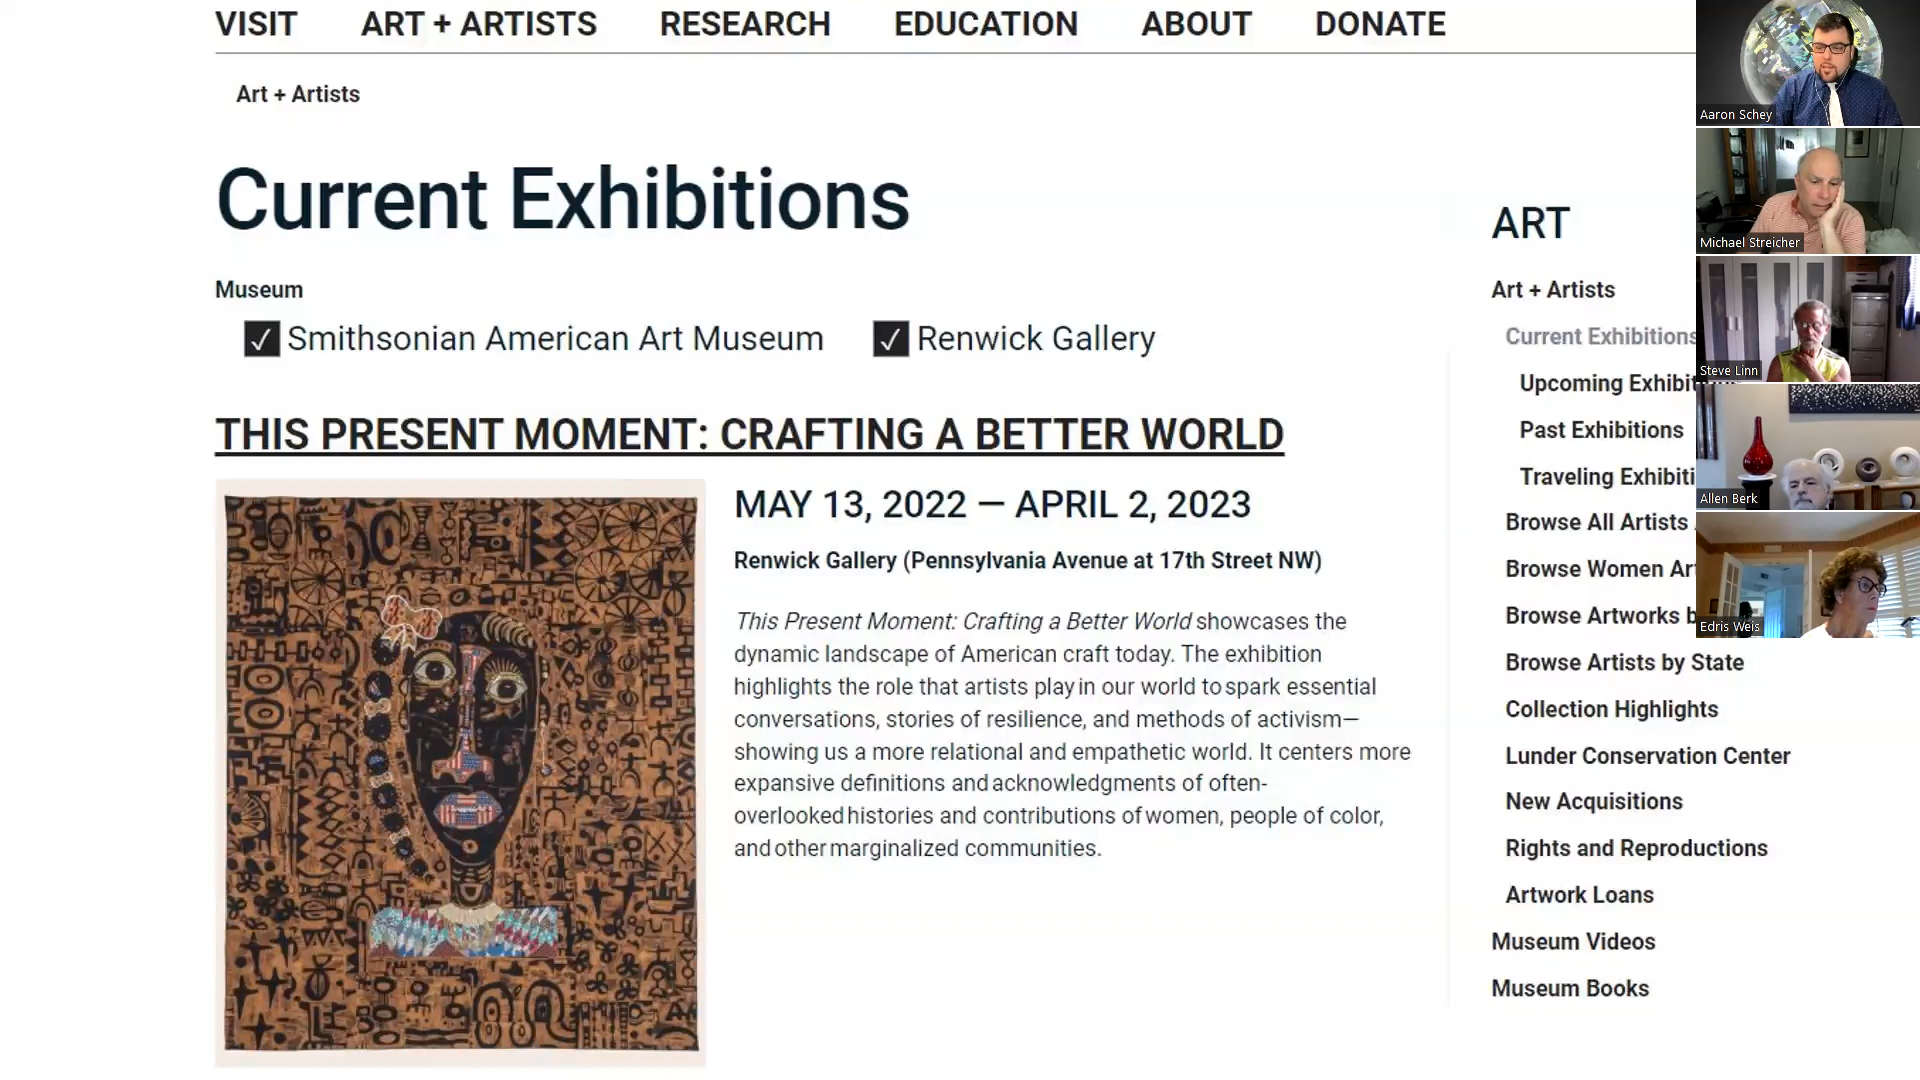 VISIT ART + ARTISTS RESEARCH EDUCATION ABOUT DONATE
Art + Artists
Current Exhibitions
Museum
✓ Smithsonian American Art Museum ✓ Renwick Gallery
THIS PRESENT MOMENT: CRAFTING A BETTER WORLD
MAY 13, 2022 — APRIL 2, 2023
Renwick Gallery (Pennsylvania Avenue at 17th Street NW)
This Present Moment: Crafting a Better World showcases the
dynamic landscape of American craft today. The exhibition
highlights the role that artists play in our world to spark essential
conversations, stories of resilience, and methods of activism—
showing us a more relational and empathetic world. It centers more
expansive definitions and acknowledgments of often-
overlooked histories and contributions of women, people of color,
and other marginalized communities.
ART
Art + Artists
Current Exhibitions
Upcoming
Past Exhibitions
Traveling
Browse All Artists
Browse Women
Browse Artworks
Browse Artists by State
Collection Highlights
Lunder Conservation Center
New Acquisitions
Rights and Reproductions
Artwork Loans
Museum Videos
Museum Books
Aaron Schey
Michael Streicher
Steve Linn
Allen Berk
Edris Weis